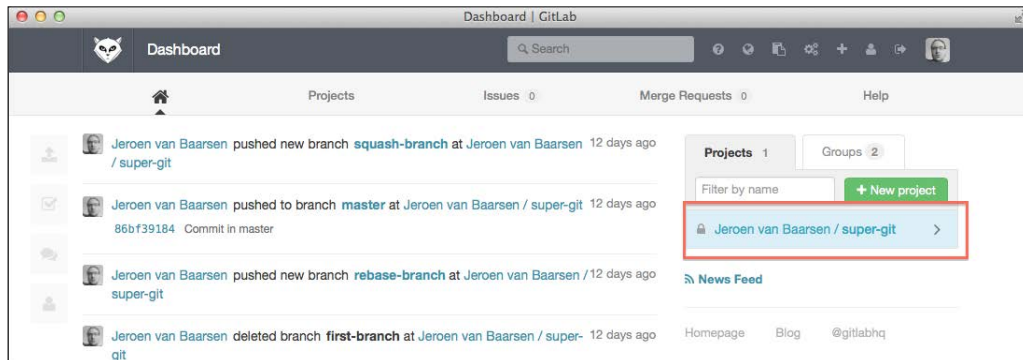 Dashboard | GitLab
Dashboard
Search
Projects
Issues 0
Merge Requests 0
Help
Jeroen van Baarsen pushed new branch squash-branch at Jeroen van Baarsen 12 days ago
/ super-git
Jeroen van Baarsen pushed to branch master at Jeroen van Baarsen / super-git 12 days ago
86bf39184 Commit in master
Jeroen van Baarsen pushed new branch rebase-branch at Jeroen van Baarsen / 12 days ago
super-git
Jeroen van Baarsen deleted branch first-branch at Jeroen van Baarsen / super- 12 days ago
git
Projects 1
Groups 2
Filter by name
+ New project
Jeroen van Baarsen / super-git
News Feed
Homepage Blog @gitlabhq